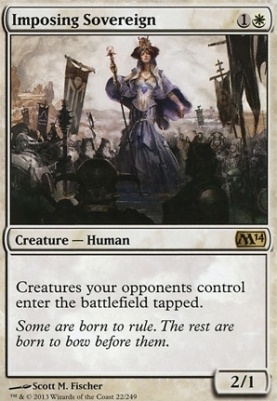 Imposing Sovereign 1
Creature — Human M14
Creatures your opponents control
enter the battlefield tapped.
Some are born to rule. The rest are
born to bow before them.
Scott M. Fischer
™ & © 2013 Wizards of the Coast 22/249
2/1